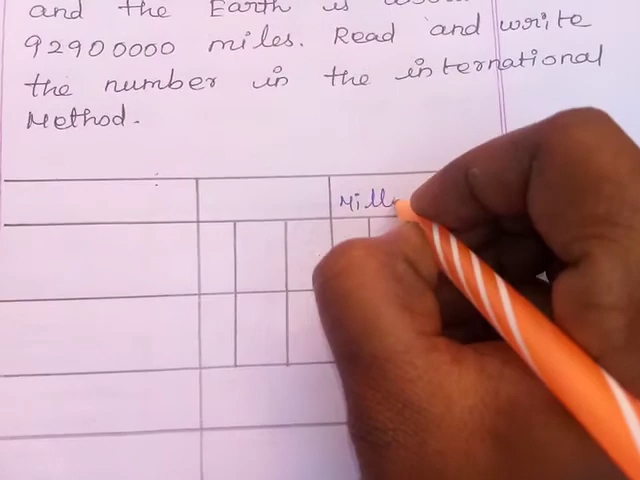 and the Earth is
92900000 miles. Read and write
the number in the international
Method.
Mill